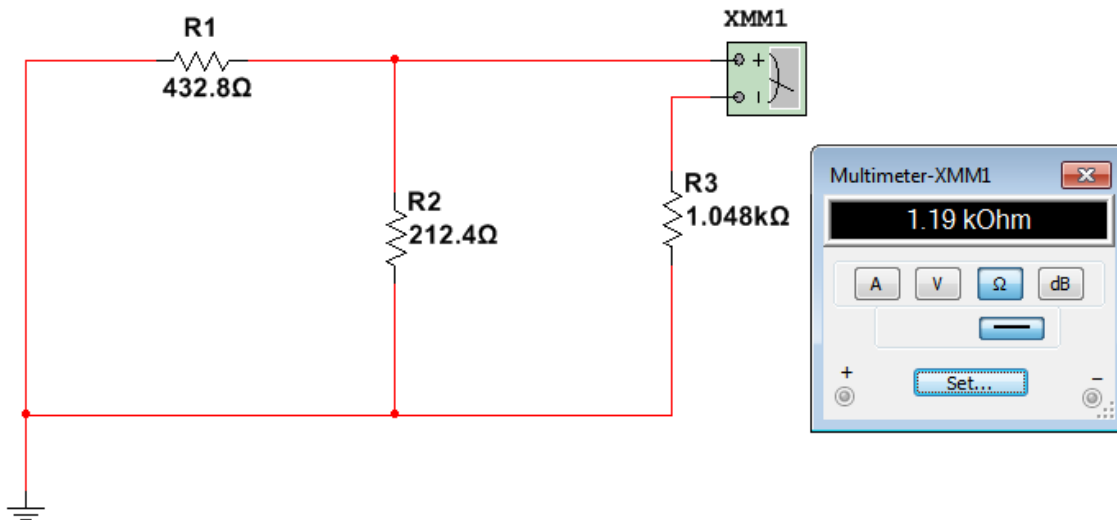 XMM1
R1
432.8Ω
+
−
R2
212.4Ω
R3
1.048kΩ
Multimeter-XMM1
1.19 kOhm
A V Ω dB
+ −
Set...